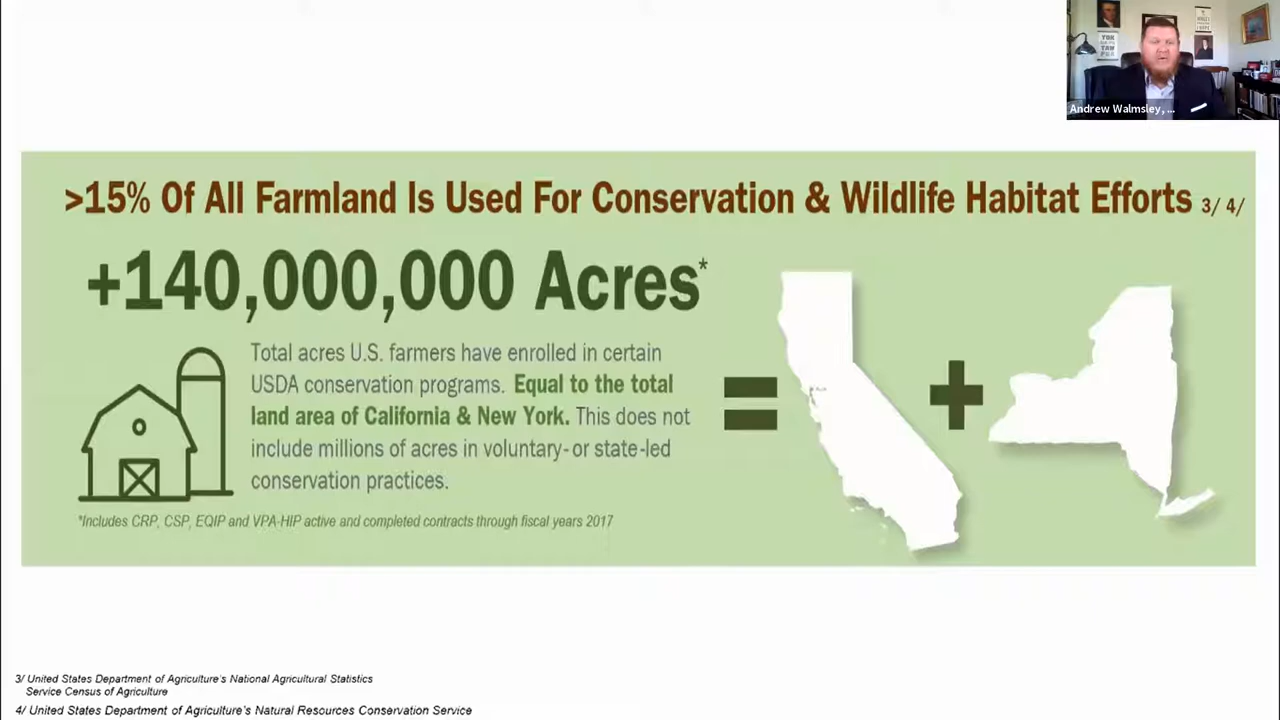 Andrew Walmsley, ...
>15% Of All Farmland Is Used For Conservation & Wildlife Habitat Efforts 3/ 4/
+140,000,000 Acres*
Total acres U.S. farmers have enrolled in certain
USDA conservation programs. Equal to the total
land area of California & New York. This does not
include millions of acres in voluntary- or state-led
conservation practices.
*Includes CRP, CSP, EQIP and VPA-HIP active and completed contracts through fiscal years 2017
3/ United States Department of Agriculture's National Agricultural Statistics
Service Census of Agriculture
4/ United States Department of Agriculture's Natural Resources Conservation Service